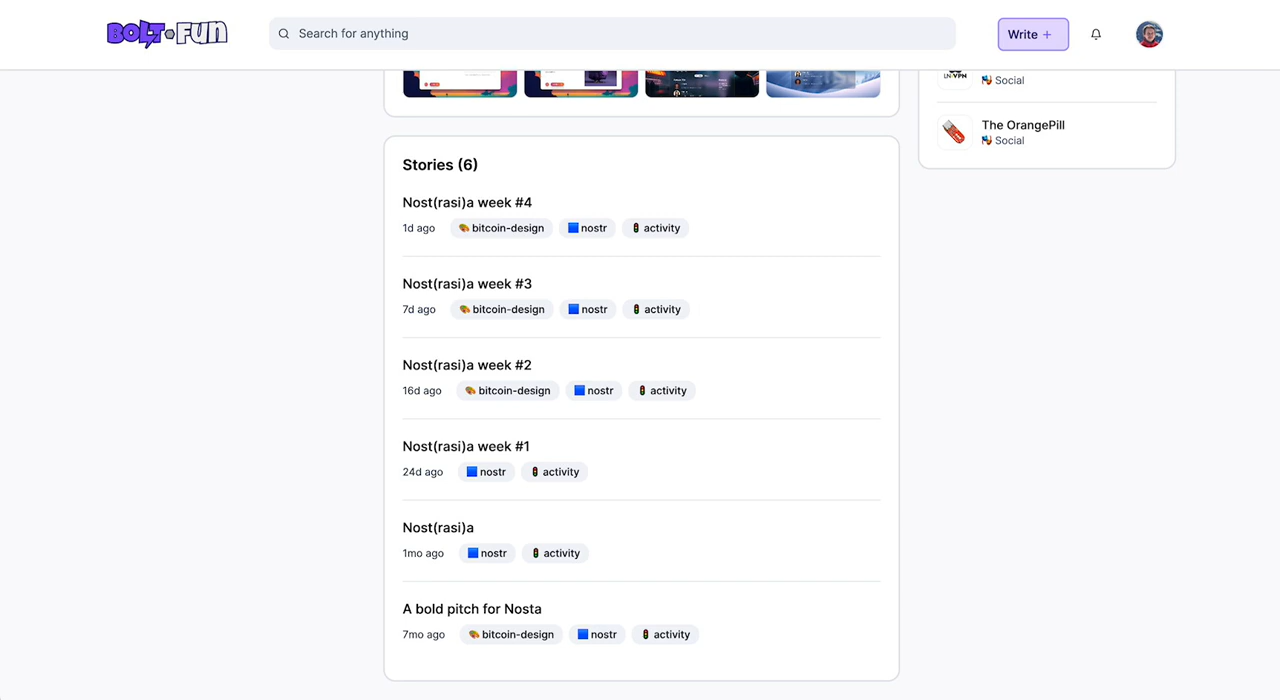 BOLT FUN
Search for anything
Write +
LNVPN
Social
The OrangePill
Social
Stories (6)
Nost(rasi)a week #4
1d ago bitcoin-design nostr activity
Nost(rasi)a week #3
7d ago bitcoin-design nostr activity
Nost(rasi)a week #2
16d ago bitcoin-design nostr activity
Nost(rasi)a week #1
24d ago nostr activity
Nost(rasi)a
1mo ago nostr activity
A bold pitch for Nosta
7mo ago bitcoin-design nostr activity